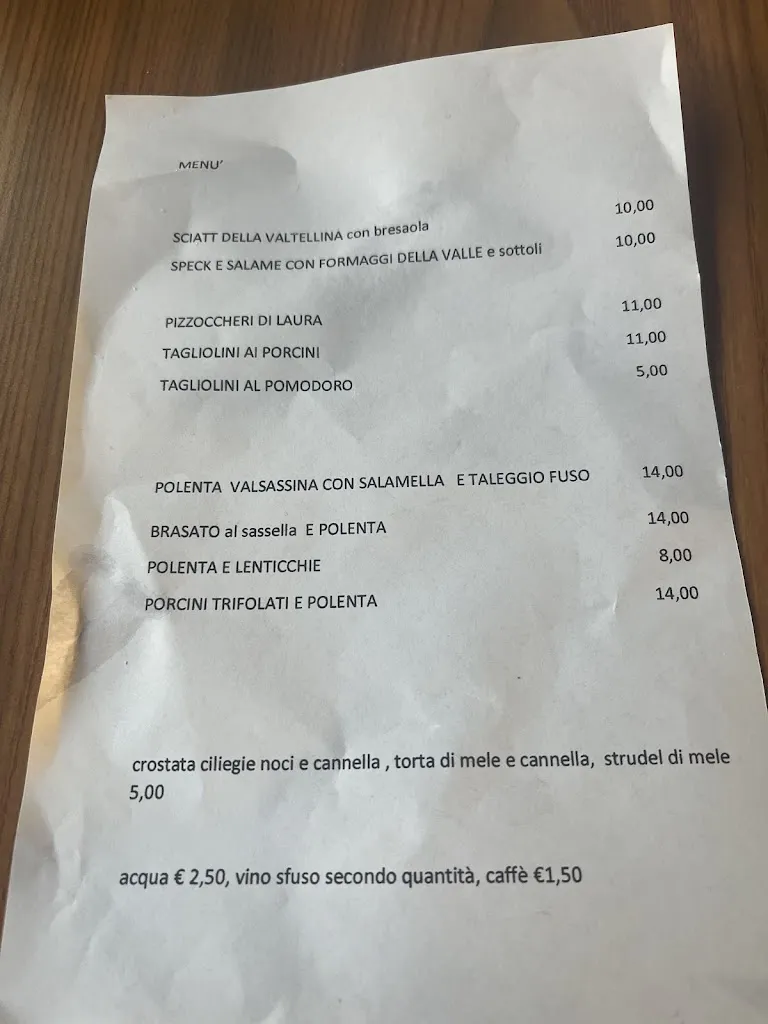 MENU'
SCIATT DELLA VALTELLINA con bresaola 10,00
SPECK E SALAME CON FORMAGGI DELLA VALLE e sottoli 10,00
PIZZOCCHERI DI LAURA 11,00
TAGLIOLINI AI PORCINI 11,00
TAGLIOLINI AL POMODORO 5,00
POLENTA VALSASSINA CON SALAMELLA E TALEGGIO FUSO 14,00
BRASATO al sassella E POLENTA 14,00
POLENTA E LENTICCHIE 8,00
PORCINI TRIFOLATI E POLENTA 14,00
crostata ciliegie noci e cannella , torta di mele e cannella, strudel di mele
5,00
acqua € 2,50, vino sfuso secondo quantità, caffè €1,50